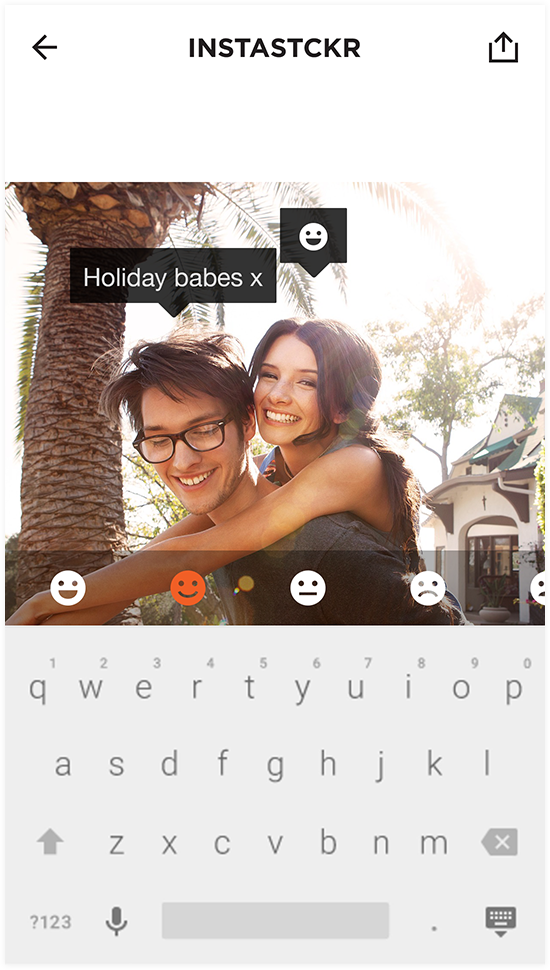 INSTASTCKR
Holiday babes x
1 2 3 4 5 6 7 8 9 0
q w e r t y u i o p
a s d f g h j k l
z x c v b n m
?123 .